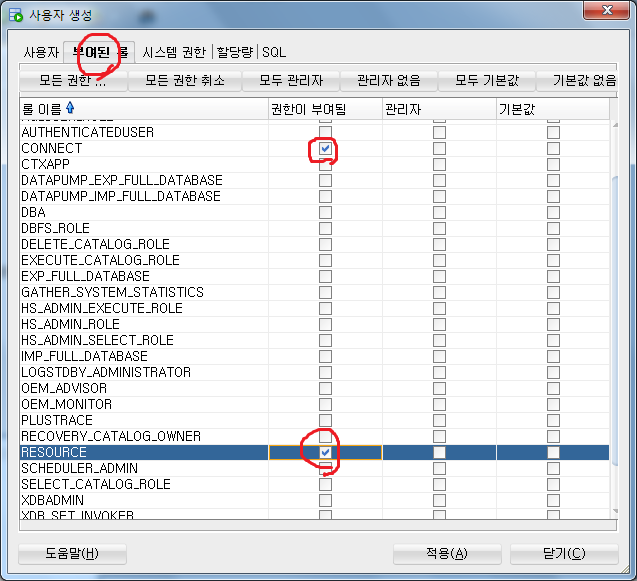 사용자 생성
사용자 부여된 롤 시스템 권한 할당량 SQL
모든 권한 ... 모든 권한 취소 모두 관리자 관리자 없음 모두 기본값 기본값 없음
롤 이름 권한이 부여됨 관리자 기본값
AUTHENTICATEDUSER
CONNECT
CTXAPP
DATAPUMP_EXP_FULL_DATABASE
DATAPUMP_IMP_FULL_DATABASE
DBA
DBFS_ROLE
DELETE_CATALOG_ROLE
EXECUTE_CATALOG_ROLE
EXP_FULL_DATABASE
GATHER_SYSTEM_STATISTICS
HS_ADMIN_EXECUTE_ROLE
HS_ADMIN_ROLE
HS_ADMIN_SELECT_ROLE
IMP_FULL_DATABASE
LOGSTDBY_ADMINISTRATOR
OEM_ADVISOR
OEM_MONITOR
PLUSTRACE
RECOVERY_CATALOG_OWNER
RESOURCE
SCHEDULER_ADMIN
SELECT_CATALOG_ROLE
XDBADMIN
XDB_SET_INVOKER
도움말(H) 적용(A) 닫기(C)